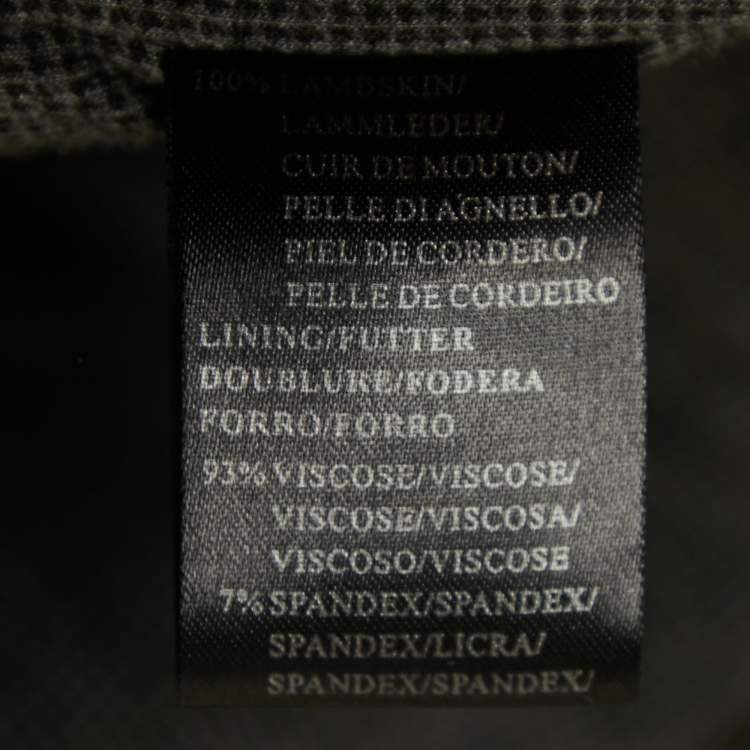 100% LAMBSKIN/
LAMMLEDER/
CUIR DE MOUTON/
PELLE DI AGNELLO/
PIEL DE CORDERO/
PELLE DE CORDEIRO
LINING/FUTTER
DOUBLURE/FODERA
FORRO/FORRO
93% VISCOSE/VISCOSE/
VISCOSE/VISCOSA/
VISCOSO/VISCOSE
7% SPANDEX/SPANDEX/
SPANDEX/LICRA/
SPANDEX/SPANDEX/